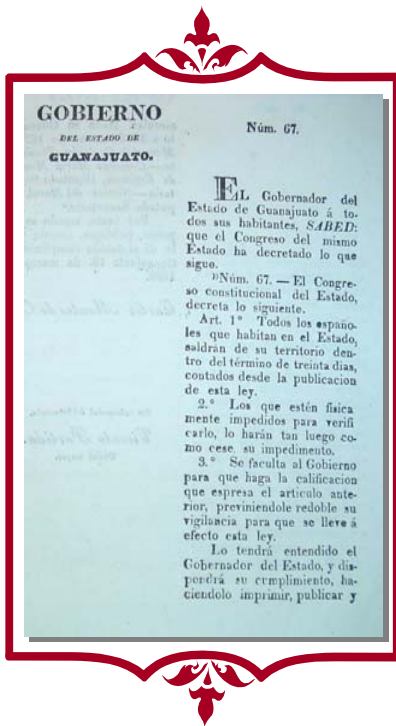 GOBIERNO
DEL ESTADO DE
GUANAJUATO.
Núm. 67.
EL Gobernador del
Estado de Guanajuato á to-
dos sus habitantes, SABED:
que el Congreso del mismo
Estado ha decretado lo que
sigue.
"Núm. 67. — El Congre-
so constitucional del Estado,
decreta lo siguiente.
Art. 1º Todos los españo-
les que habitan en el Estado,
saldrán de su territorio den-
tro del término de treinta dias,
contados desde la publicacion
de esta ley.
2.º Los que estén fisica
mente impedidos para verifi
carlo, lo harán tan luego co-
mo cese su impedimento.
3.º Se faculta al Gobierno
para que haga la calificacion
que espresa el articulo ante-
rior, previniendole redoble su
vigilancia para que se lleve á
efecto esta ley.
Lo tendrá entendido el
Gobernador del Estado, y dis-
pondrá su cumplimiento, ha-
ciendolo imprimir, publicar y